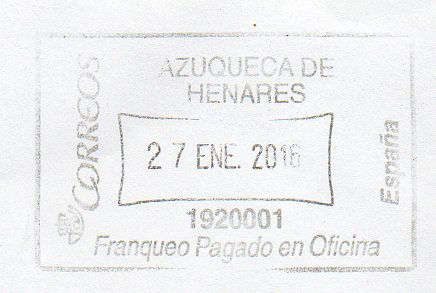 CORREOS
AZUQUECA DE
HENARES
27 ENE. 2016
1920001
Franqueo Pagado en Oficina
España